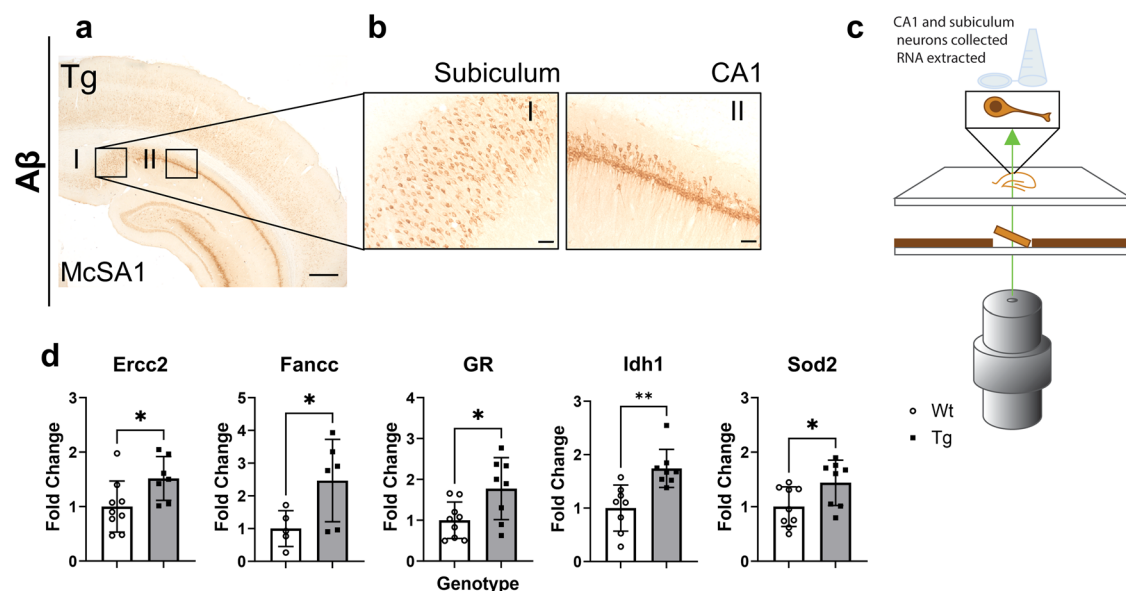 a
b
c
Aβ
Tg
I
II
McSA1
Subiculum
I
CA1
II
CA1 and subiculum
neurons collected
RNA extracted
Wt
Tg
d
Ercc2
Fold Change
3
2
1
0
*
Fancc
Fold Change
5
4
3
2
1
0
*
GR
Fold Change
4
3
2
1
0
*
Genotype
Idh1
Fold Change
3
2
1
0
**
Sod2
Fold Change
3
2
1
0
*